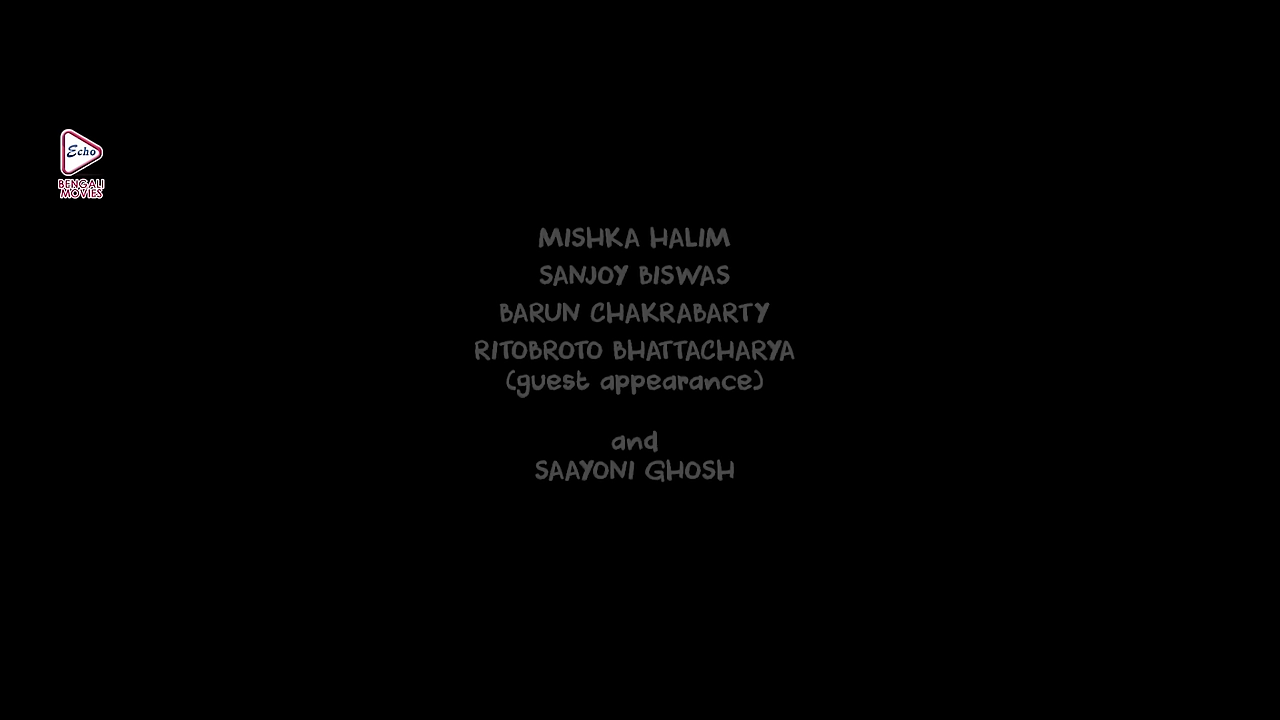 Echo
BENGALI
MOVIES
MISHKA HALIM
SANJOY BISWAS
BARUN CHAKRABARTY
RITOBROTO BHATTACHARYA
(guest appearance)
and
SAAYONI GHOSH